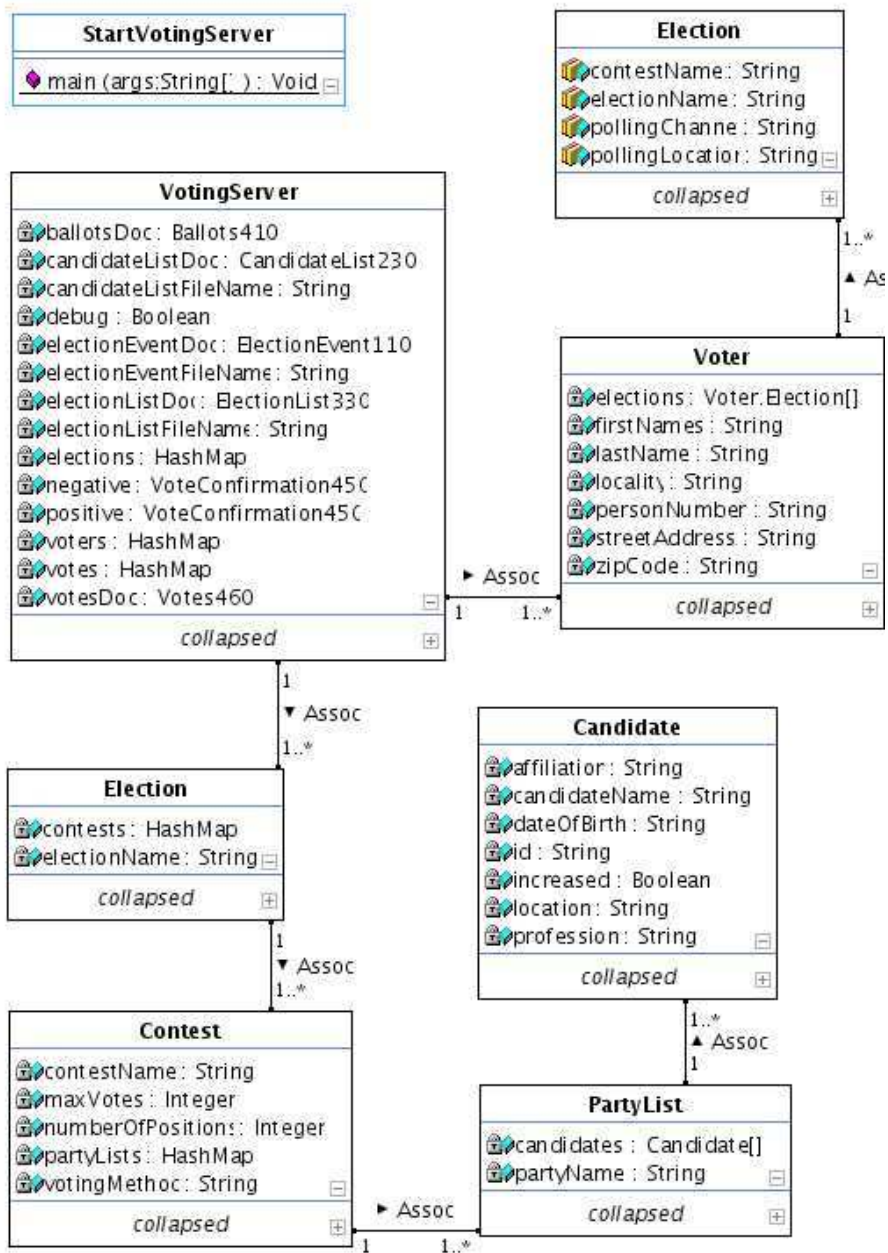 StartVotingServer
main (args:String[ ) : Void
Election
contestName : String
electionName : String
pollingChanne : String
pollingLocatior : String
collapsed
1..*
▲ As
1
VotingServer
ballotsDoc : Ballots410
candidateListDoc : CandidateList230
candidateListFileName : String
debug : Boolean
electionEventDoc : ElectionEvent110
electionEventFileName : String
electionListDoc : ElectionList330
electionListFileName : String
elections : HashMap
negative : VoteConfirmation450
positive : VoteConfirmation450
voters : HashMap
votes : HashMap
votesDoc : Votes460
collapsed
Voter
elections : Voter.Election[]
firstNames : String
lastName : String
locality : String
personNumber : String
streetAddress : String
zipCode : String
collapsed
► Assoc
1 1..*
1
▼ Assoc
1..*
Election
contests : HashMap
electionName : String
collapsed
1
▼ Assoc
1..*
Candidate
affiliatior : String
candidateName : String
dateOfBirth : String
id : String
increased : Boolean
location : String
profession : String
collapsed
1..*
▲ Assoc
1
Contest
contestName : String
maxVotes : Integer
numberOfPositions : Integer
partyLists : HashMap
votingMethoc : String
collapsed
► Assoc
1 1..*
PartyList
candidates : Candidate[]
partyName : String
collapsed